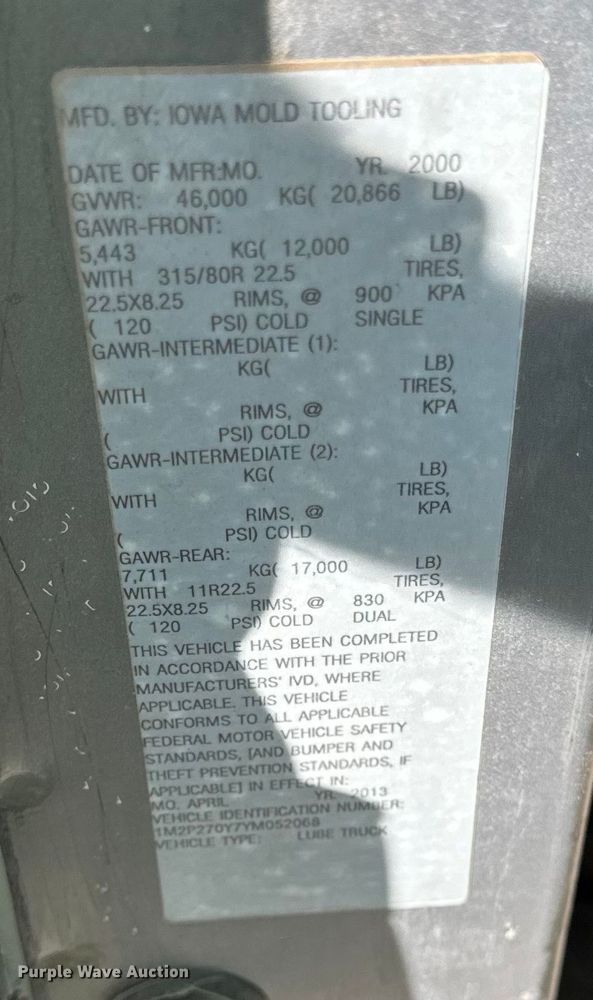 MFD. BY: IOWA MOLD TOOLING
DATE OF MFR:MO. YR. 2000
GVWR: 46,000 KG( 20,866 LB)
GAWR-FRONT:
5,443 KG( 12,000 LB)
WITH 315/80R 22.5 TIRES,
22.5X8.25 RIMS, @ 900 KPA
( 120 PSI) COLD SINGLE
GAWR-INTERMEDIATE (1):
KG( LB)
WITH TIRES,
RIMS, @ KPA
( PSI) COLD
GAWR-INTERMEDIATE (2):
KG( LB)
WITH TIRES,
RIMS, @ KPA
( PSI) COLD
GAWR-REAR:
7,711 KG( 17,000 LB)
WITH 11R22.5 TIRES,
22.5X8.25 RIMS, @ 830 KPA
( 120 PSI) COLD DUAL
THIS VEHICLE HAS BEEN COMPLETED
IN ACCORDANCE WITH THE PRIOR
MANUFACTURERS' IVD, WHERE
APPLICABLE. THIS VEHICLE
CONFORMS TO ALL APPLICABLE
FEDERAL MOTOR VEHICLE SAFETY
STANDARDS, [AND BUMPER AND
THEFT PREVENTION STANDARDS, IF
APPLICABLE] IN EFFECT IN:
MO. APRIL YR. 2013
VEHICLE IDENTIFICATION NUMBER:
1M2P270Y7YM052068
VEHICLE TYPE: LUBE TRUCK
Purple Wave Auction